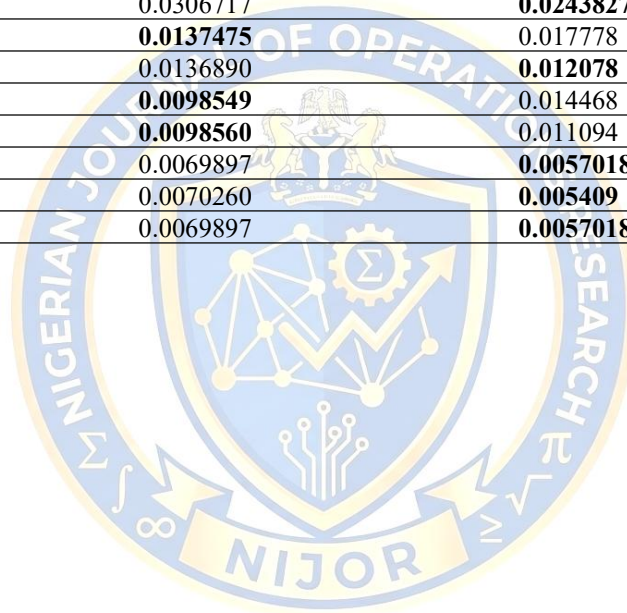 0.0306717 0.0243827
0.0137475 0.017778
0.0136890 0.012078
0.0098549 0.014468
0.0098560 0.011094
0.0069897 0.0057018
0.0070260 0.005409
0.0069897 0.0057018
NIGERIAN JOURNAL OF OPERATIONS RESEARCH
Σ
Σ ∫ ∞
π √ ≥
NIJOR